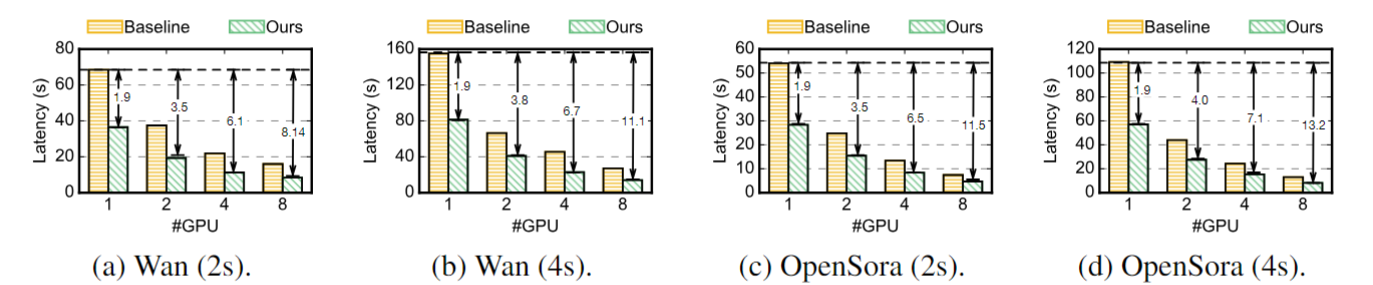 Baseline Ours
Latency (s)
80
60
40
20
0
1.9
3.5
6.1
8.14
1 2 4 8
#GPU
(a) Wan (2s).
Baseline Ours
Latency (s)
160
120
80
40
0
1.9
3.8
6.7
11.1
1 2 4 8
#GPU
(b) Wan (4s).
Baseline Ours
Latency (s)
60
50
40
30
20
10
0
1.9
3.5
6.5
11.5
1 2 4 8
#GPU
(c) OpenSora (2s).
Baseline Ours
Latency (s)
120
100
80
60
40
20
0
1.9
4.0
7.1
13.2
1 2 4 8
#GPU
(d) OpenSora (4s).